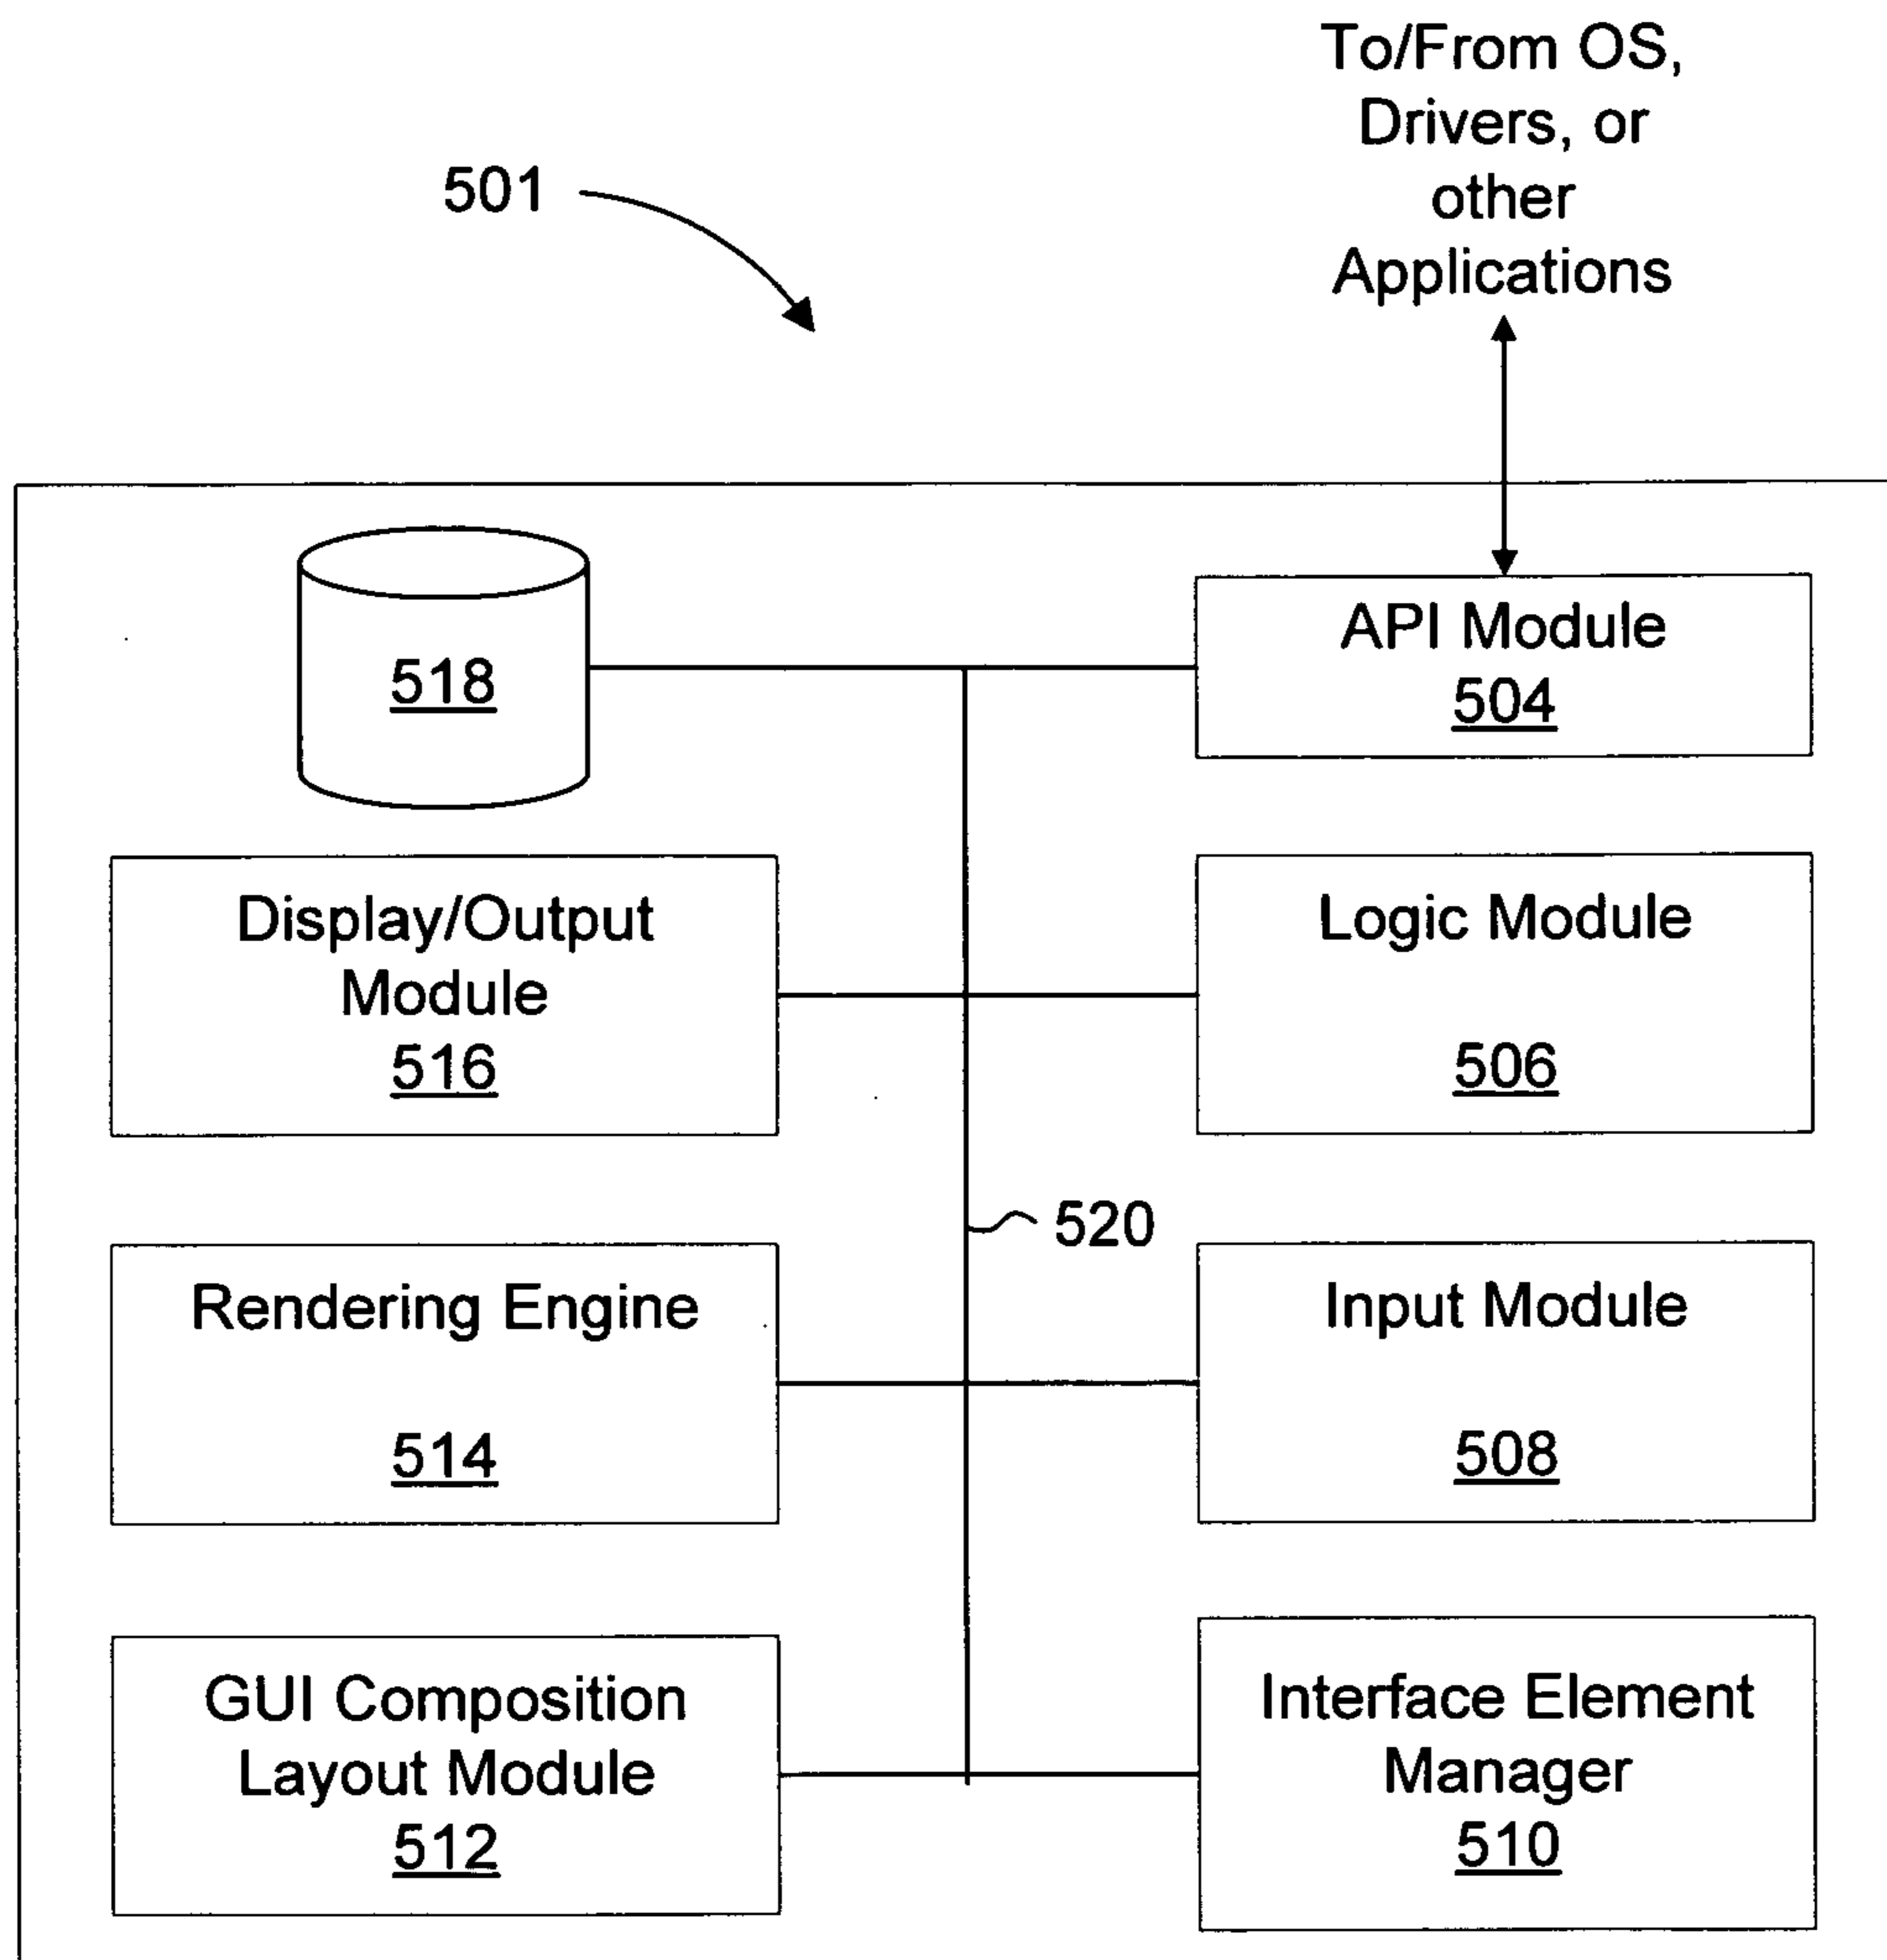 To/From OS,
Drivers, or
other
Applications
501
518
API Module
504
Display/Output
Module
516
Logic Module
506
520
Rendering Engine
514
Input Module
508
GUI Composition
Layout Module
512
Interface Element
Manager
510